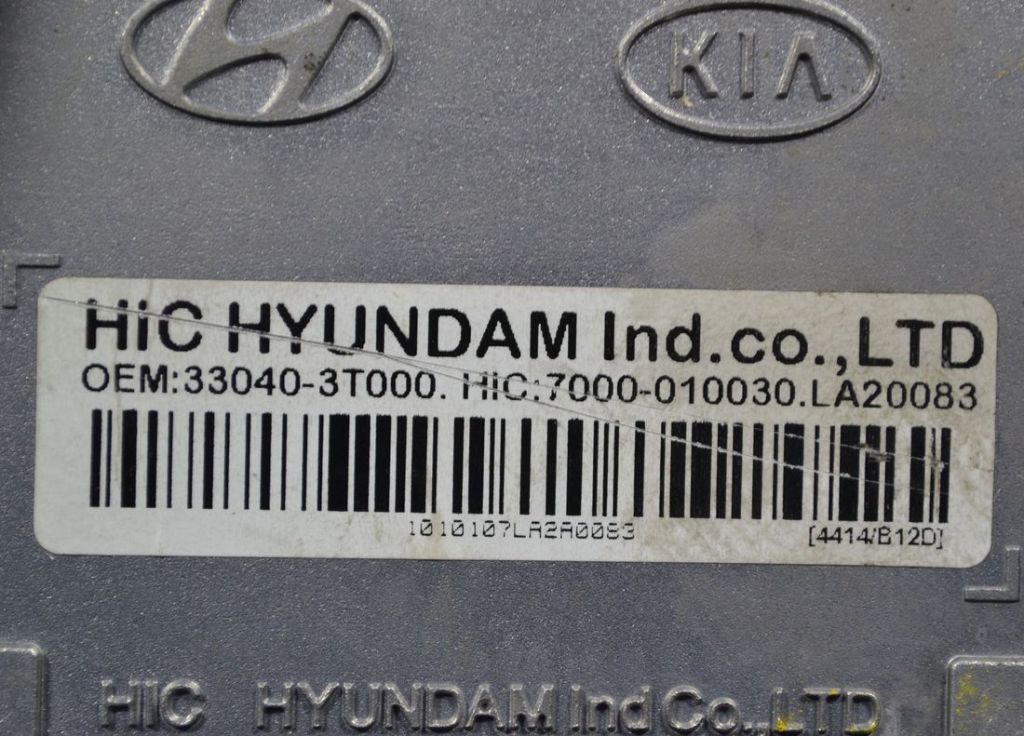 KIA
HiC HYUNDAM Ind.co.,LTD
OEM:33040-3T000. HIC:7000-010030.LA20083
1010107LA2A0083
[4414/B12D]
HIC HYUNDAM Ind Co.,LTD